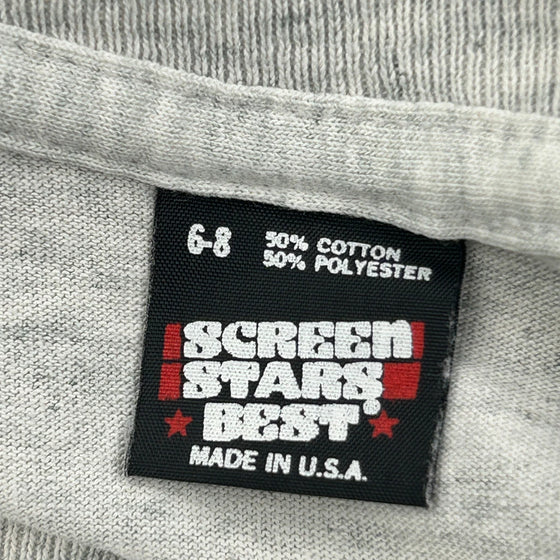 6-8
50% COTTON
50% POLYESTER
SCREEN
STARS
BEST®
MADE IN U.S.A.